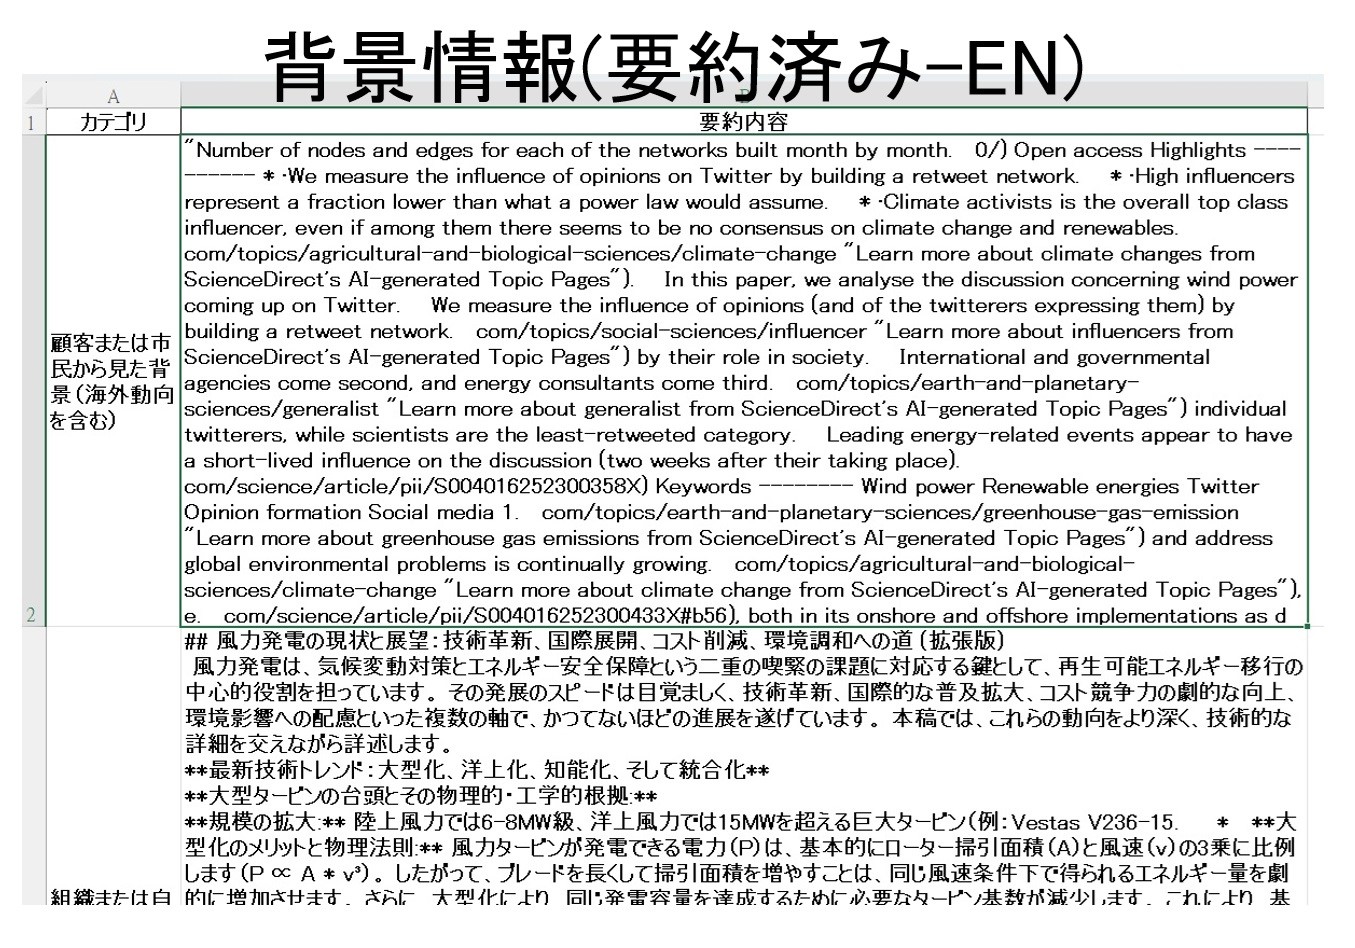 背景情報(要約済み-EN)
A
B
1 カテゴリ 要約内容
"Number of nodes and edges for each of the networks built month by month. 0/) Open access Highlights ----
---------- * ·We measure the influence of opinions on Twitter by building a retweet network. * ·High influencers
represent a fraction lower than what a power law would assume. * ·Climate activists is the overall top class
influencer, even if among them there seems to be no consensus on climate change and renewables.
com/topics/agricultural-and-biological-sciences/climate-change "Learn more about climate changes from
ScienceDirect's AI-generated Topic Pages"). In this paper, we analyse the discussion concerning wind power
coming up on Twitter. We measure the influence of opinions (and of the twitterers expressing them) by
building a retweet network. com/topics/social-sciences/influencer "Learn more about influencers from
ScienceDirect's AI-generated Topic Pages") by their role in society. International and governmental
agencies come second, and energy consultants come third. com/topics/earth-and-planetary-
sciences/generalist "Learn more about generalist from ScienceDirect's AI-generated Topic Pages") individual
twitterers, while scientists are the least-retweeted category. Leading energy-related events appear to have
a short-lived influence on the discussion (two weeks after their taking place).
com/science/article/pii/S004016252300358X) Keywords -------- Wind power Renewable energies Twitter
Opinion formation Social media 1. com/topics/earth-and-planetary-sciences/greenhouse-gas-emission
"Learn more about greenhouse gas emissions from ScienceDirect's AI-generated Topic Pages") and address
global environmental problems is continually growing. com/topics/agricultural-and-biological-
sciences/climate-change "Learn more about climate change from ScienceDirect's AI-generated Topic Pages"),
e. com/science/article/pii/S004016252300433X#b56), both in its onshore and offshore implementations as d
顧客または市
民から見た背
景(海外動向
を含む)
2
## 風力発電の現状と展望：技術革新、国際展開、コスト削減、環境調和への道（拡張版）
風力発電は、気候変動対策とエネルギー安全保障という二重の喫緊の課題に対応する鍵として、再生可能エネルギー移行の
中心的役割を担っています。その発展のスピードは目覚ましく、技術革新、国際的な普及拡大、コスト競争力の劇的な向上、
環境影響への配慮といった複数の軸で、かつてないほどの進展を遂げています。本稿では、これらの動向をより深く、技術的な
詳細を交えながら詳述します。
**最新技術トレンド：大型化、洋上化、知能化、そして統合化**
**大型タービンの台頭とその物理的・工学的根拠:**
**規模の拡大:** 陸上風力では6-8MW級、洋上風力では15MWを超える巨大タービン(例：Vestas V236-15. * **大
型化のメリットと物理法則:** 風力タービンが発電できる電力(P)は、基本的にローター掃引面積(A)と風速(v)の3乗に比例
します(P ∝ A * v³)。したがって、ブレードを長くして掃引面積を増やすことは、同じ風速条件下で得られるエネルギー量を劇
的に増加させます。さらに、大型化により、同じ発電容量を達成するために必要なタービン基数が減少します。これにより、基
組織または自